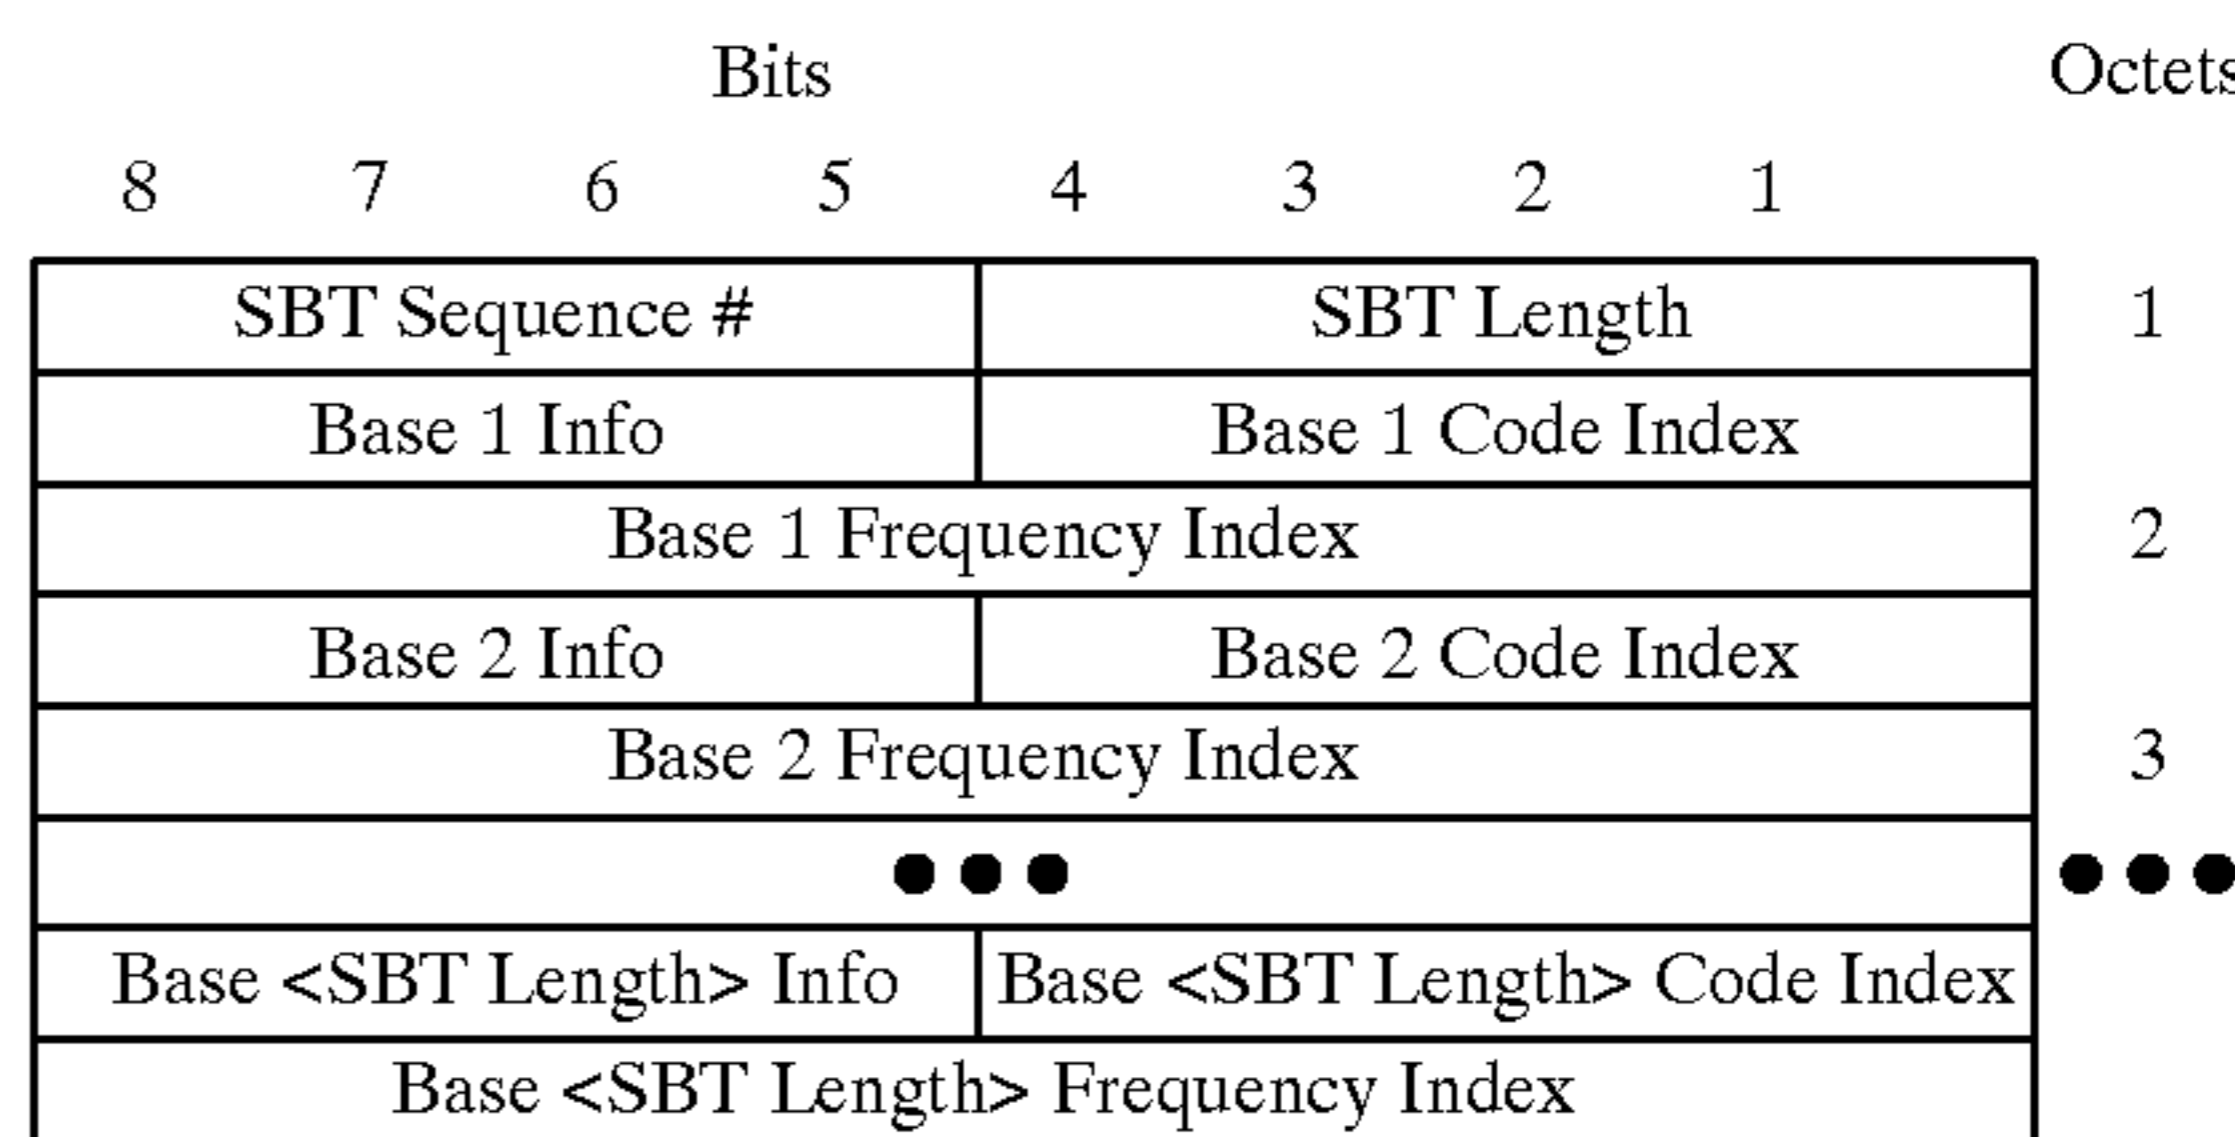 Bits Octets
8 7 6 5 4 3 2 1
SBT Sequence # SBT Length 1
Base 1 Info Base 1 Code Index
Base 1 Frequency Index 2
Base 2 Info Base 2 Code Index
Base 2 Frequency Index 3
Base <SBT Length> Info Base <SBT Length> Code Index
Base <SBT Length> Frequency Index